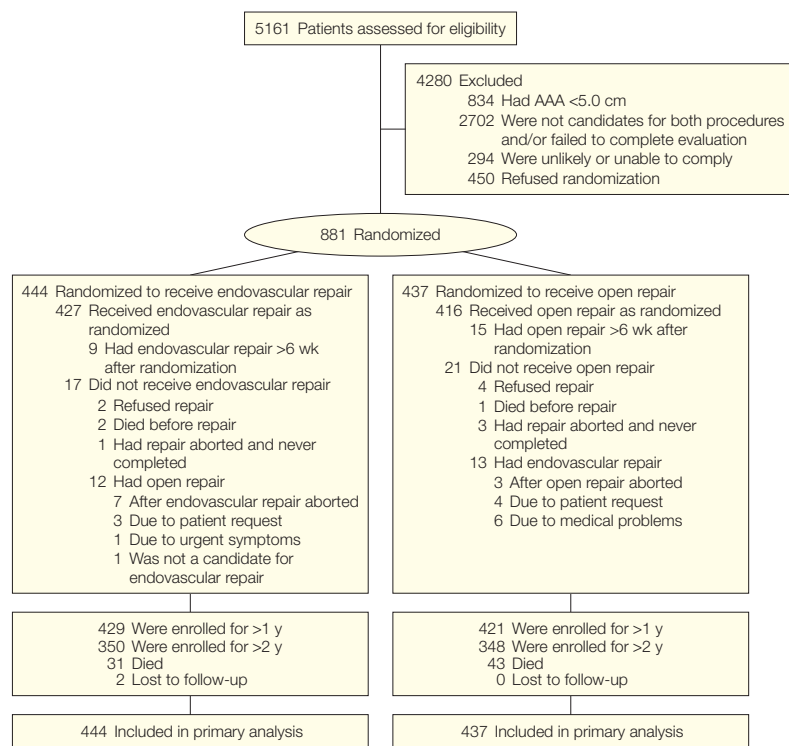 5161 Patients assessed for eligibility
4280 Excluded
834 Had AAA <5.0 cm
2702 Were not candidates for both procedures
and/or failed to complete evaluation
294 Were unlikely or unable to comply
450 Refused randomization
881 Randomized
444 Randomized to receive endovascular repair
427 Received endovascular repair as
randomized
9 Had endovascular repair >6 wk
after randomization
17 Did not receive endovascular repair
2 Refused repair
2 Died before repair
1 Had repair aborted and never
completed
12 Had open repair
7 After endovascular repair aborted
3 Due to patient request
1 Due to urgent symptoms
1 Was not a candidate for
endovascular repair
437 Randomized to receive open repair
416 Received open repair as randomized
15 Had open repair >6 wk after
randomization
21 Did not receive open repair
4 Refused repair
1 Died before repair
3 Had repair aborted and never
completed
13 Had endovascular repair
3 After open repair aborted
4 Due to patient request
6 Due to medical problems
429 Were enrolled for >1 y
350 Were enrolled for >2 y
31 Died
2 Lost to follow-up
421 Were enrolled for >1 y
348 Were enrolled for >2 y
43 Died
0 Lost to follow-up
444 Included in primary analysis
437 Included in primary analysis